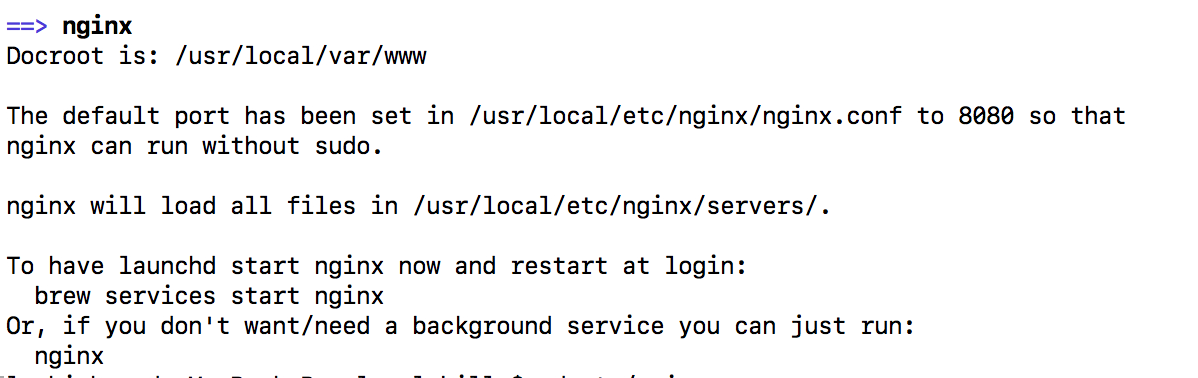 ==> nginx
Docroot is: /usr/local/var/www
The default port has been set in /usr/local/etc/nginx/nginx.conf to 8080 so that
nginx can run without sudo.
nginx will load all files in /usr/local/etc/nginx/servers/.
To have launchd start nginx now and restart at login:
  brew services start nginx
Or, if you don't want/need a background service you can just run:
  nginx